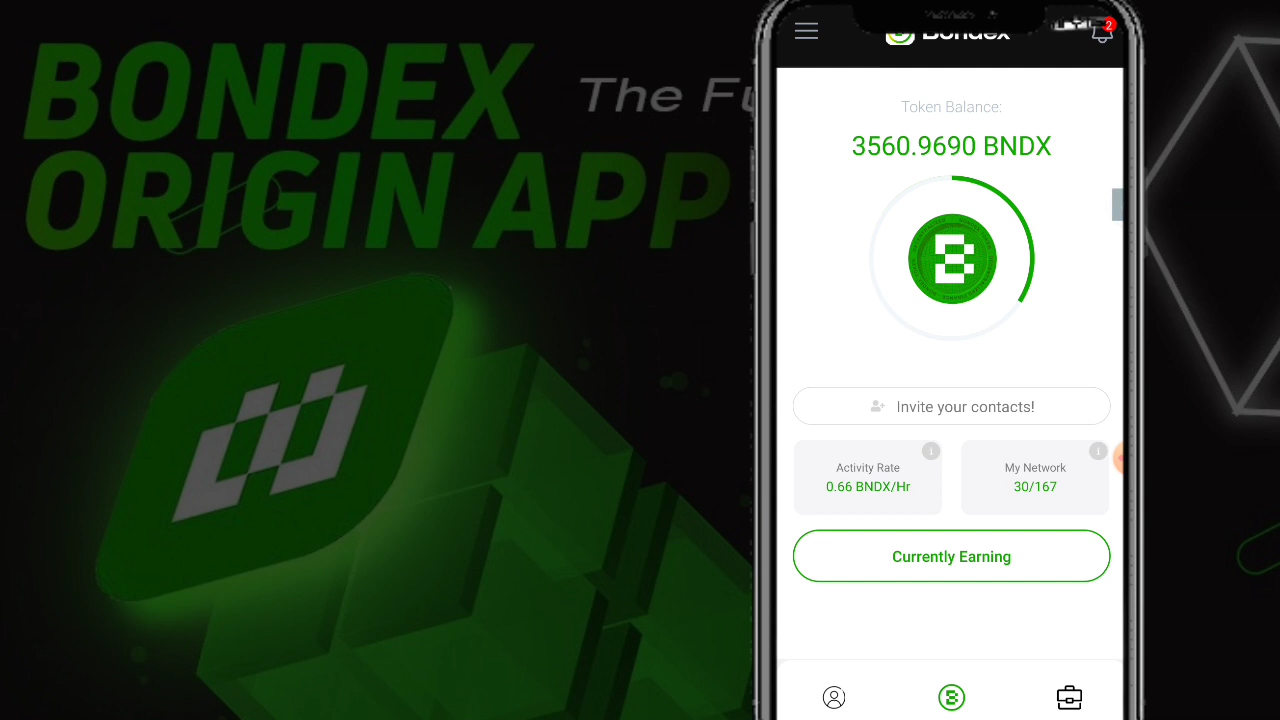 BONDEX
ORIGIN APP
The
2
Bondex
Token Balance:
3560.9690 BNDX
Invite your contacts!
Activity Rate
0.66 BNDX/Hr
My Network
30/167
Currently Earning